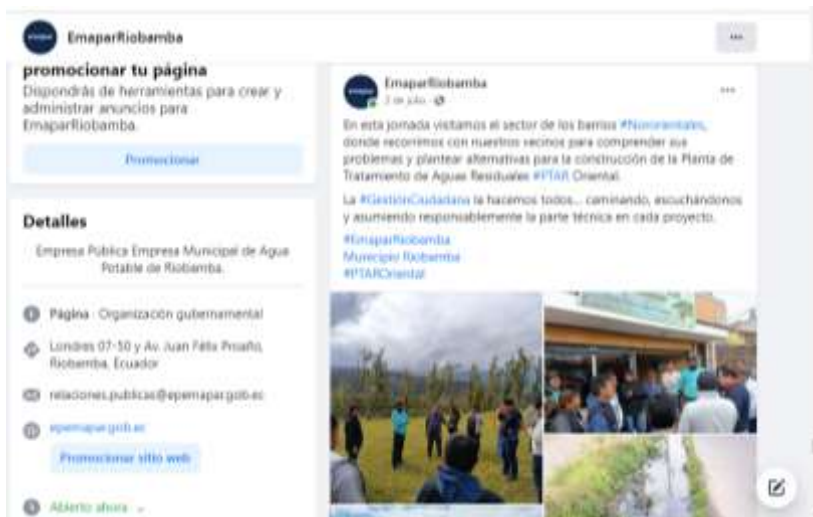 EmaparRiobamba
promocionar tu página
Dispondrás de herramientas para crear y
administrar anuncios para
EmaparRiobamba.
Promocionar
Detalles
Empresa Pública Empresa Municipal de Agua
Potable de Riobamba.
Página · Organización gubernamental
Londres 07-50 y Av. Juan Félix Proaño,
Riobamba, Ecuador
relaciones.publicas@epemapar.gob.ec
epemapar.gob.ec
Promocionar sitio web
Abierto ahora
EmaparRiobamba
2 de julio
En esta jornada visitamos el sector de los barrios #Nororientales,
donde recorrimos con nuestros vecinos para comprender sus
problemas y plantear alternativas para la construcción de la Planta de
Tratamiento de Aguas Residuales #PTAR Oriental.
La #GestiónCiudadana la hacemos todos... caminando, escuchándonos
y asumiendo responsablemente la parte técnica en cada proyecto.
#EmaparRiobamba
Municipio Riobamba
#PTAROriental